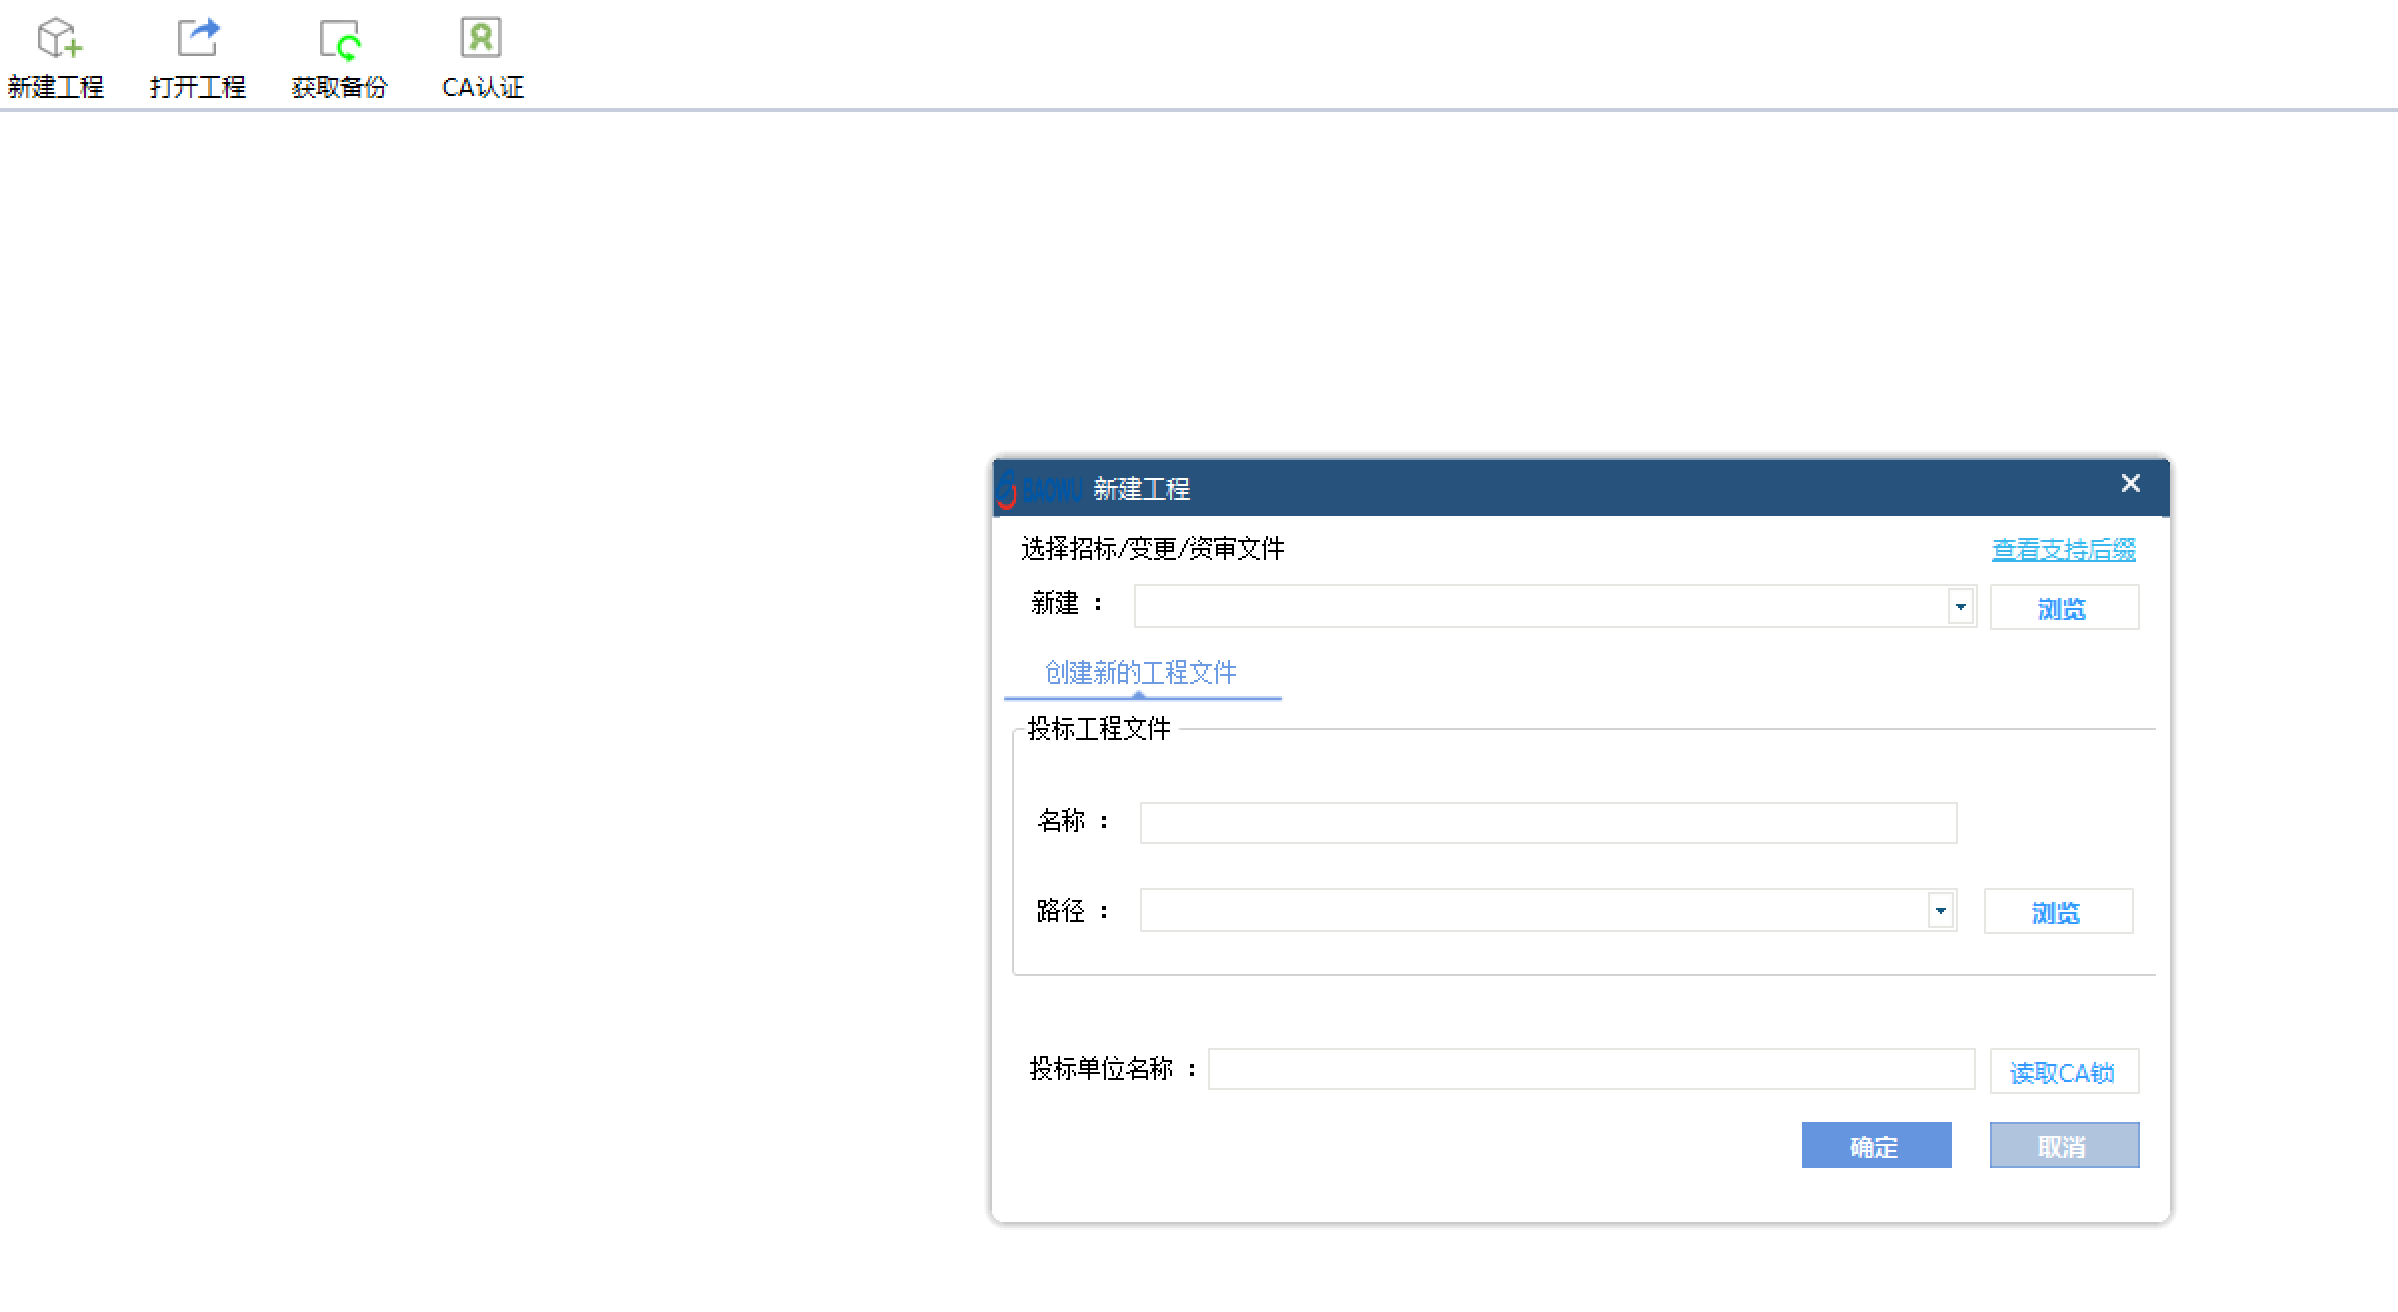 新建工程 打开工程 获取备份 CA认证
BAOWU 新建工程
选择招标/变更/资审文件 查看支持后缀
新建 : 浏览
创建新的工程文件
投标工程文件
名称 :
路径 : 浏览
投标单位名称 : 读取CA锁
确定 取消